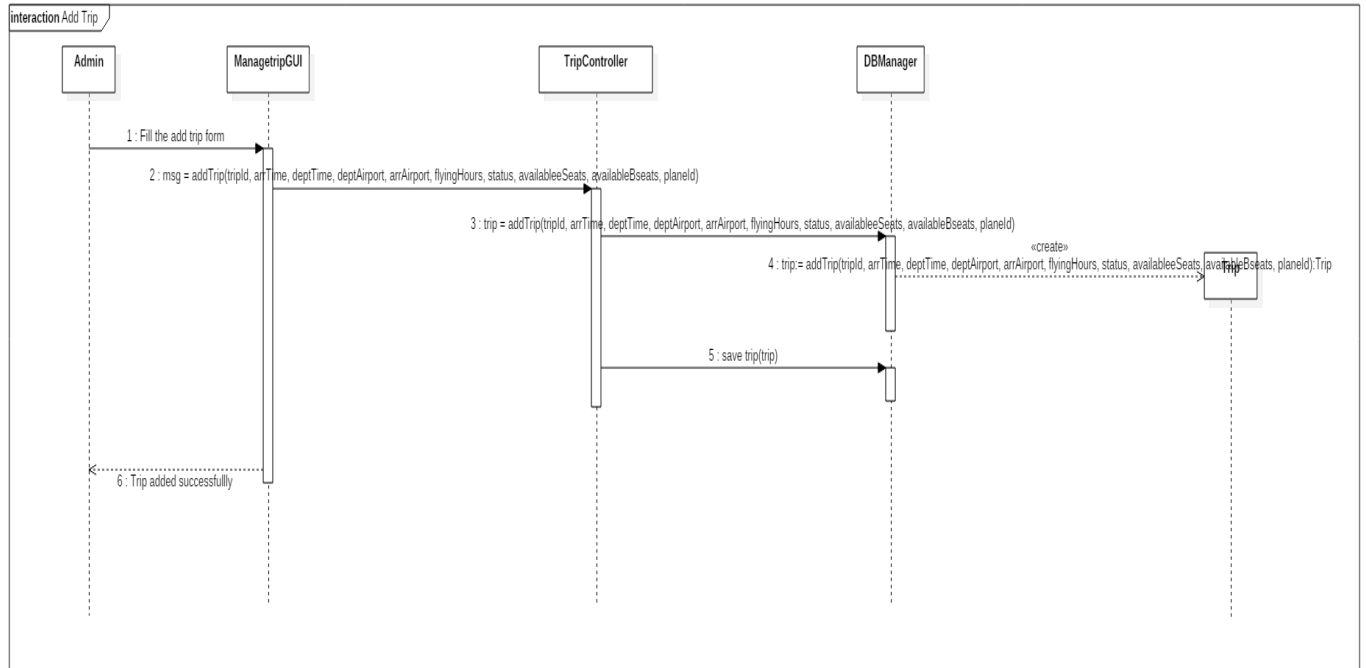 interaction Add Trip
Admin
ManagetripGUI
TripController
DBManager
1 : Fill the add trip form
2 : msg = addTrip(tripId, arrTime, deptTime, deptAirport, arrAirport, flyingHours, status, availableeSeats, availableBseats, planeId)
3 : trip = addTrip(tripId, arrTime, deptTime, deptAirport, arrAirport, flyingHours, status, availableeSeats, availableBseats, planeId)
«create»
4 : trip:= addTrip(tripId, arrTime, deptTime, deptAirport, arrAirport, flyingHours, status, availableeSeats, availableBseats, planeId):Trip
Trip
5 : save trip(trip)
6 : Trip added successfullly